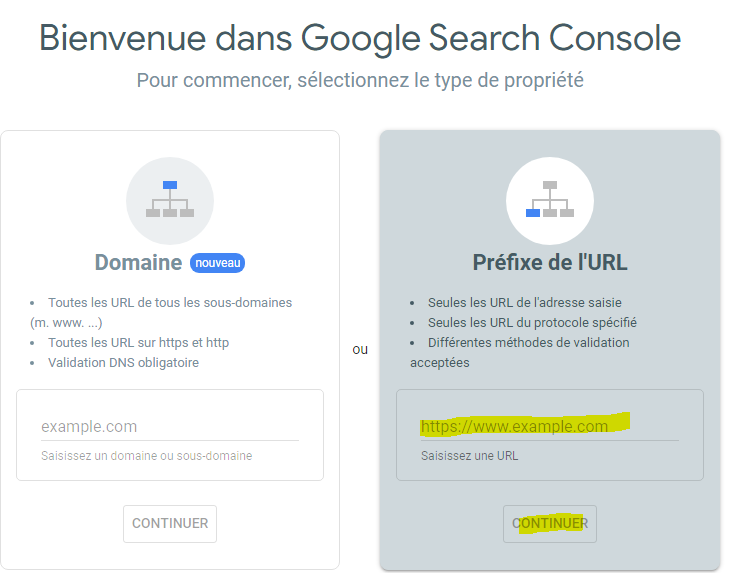 Bienvenue dans Google Search Console
Pour commencer, sélectionnez le type de propriété
Domaine nouveau
• Toutes les URL de tous les sous-domaines
(m. www. ...)
• Toutes les URL sur https et http
• Validation DNS obligatoire
example.com
Saisissez un domaine ou sous-domaine
CONTINUER
ou
Préfixe de l'URL
• Seules les URL de l'adresse saisie
• Seules les URL du protocole spécifié
• Différentes méthodes de validation
acceptées
https://www.example.com
Saisissez une URL
CONTINUER